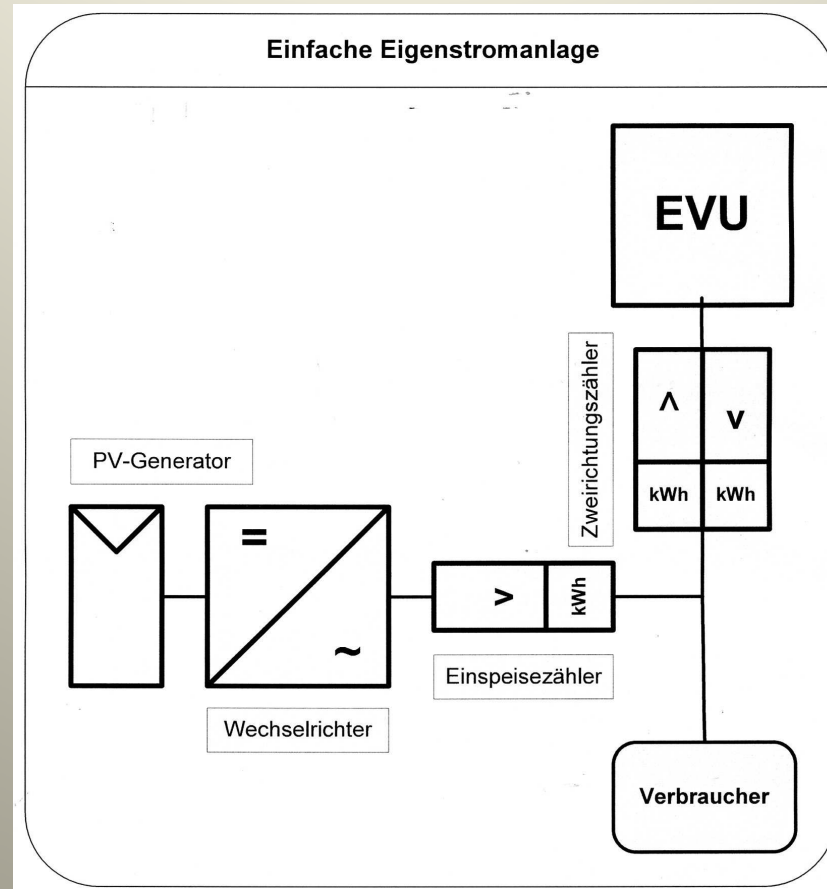 Einfache Eigenstromanlage
EVU
Zweirichtungszähler
^
v
kWh
kWh
PV-Generator
=
~
>
kWh
Einspeisezähler
Wechselrichter
Verbraucher